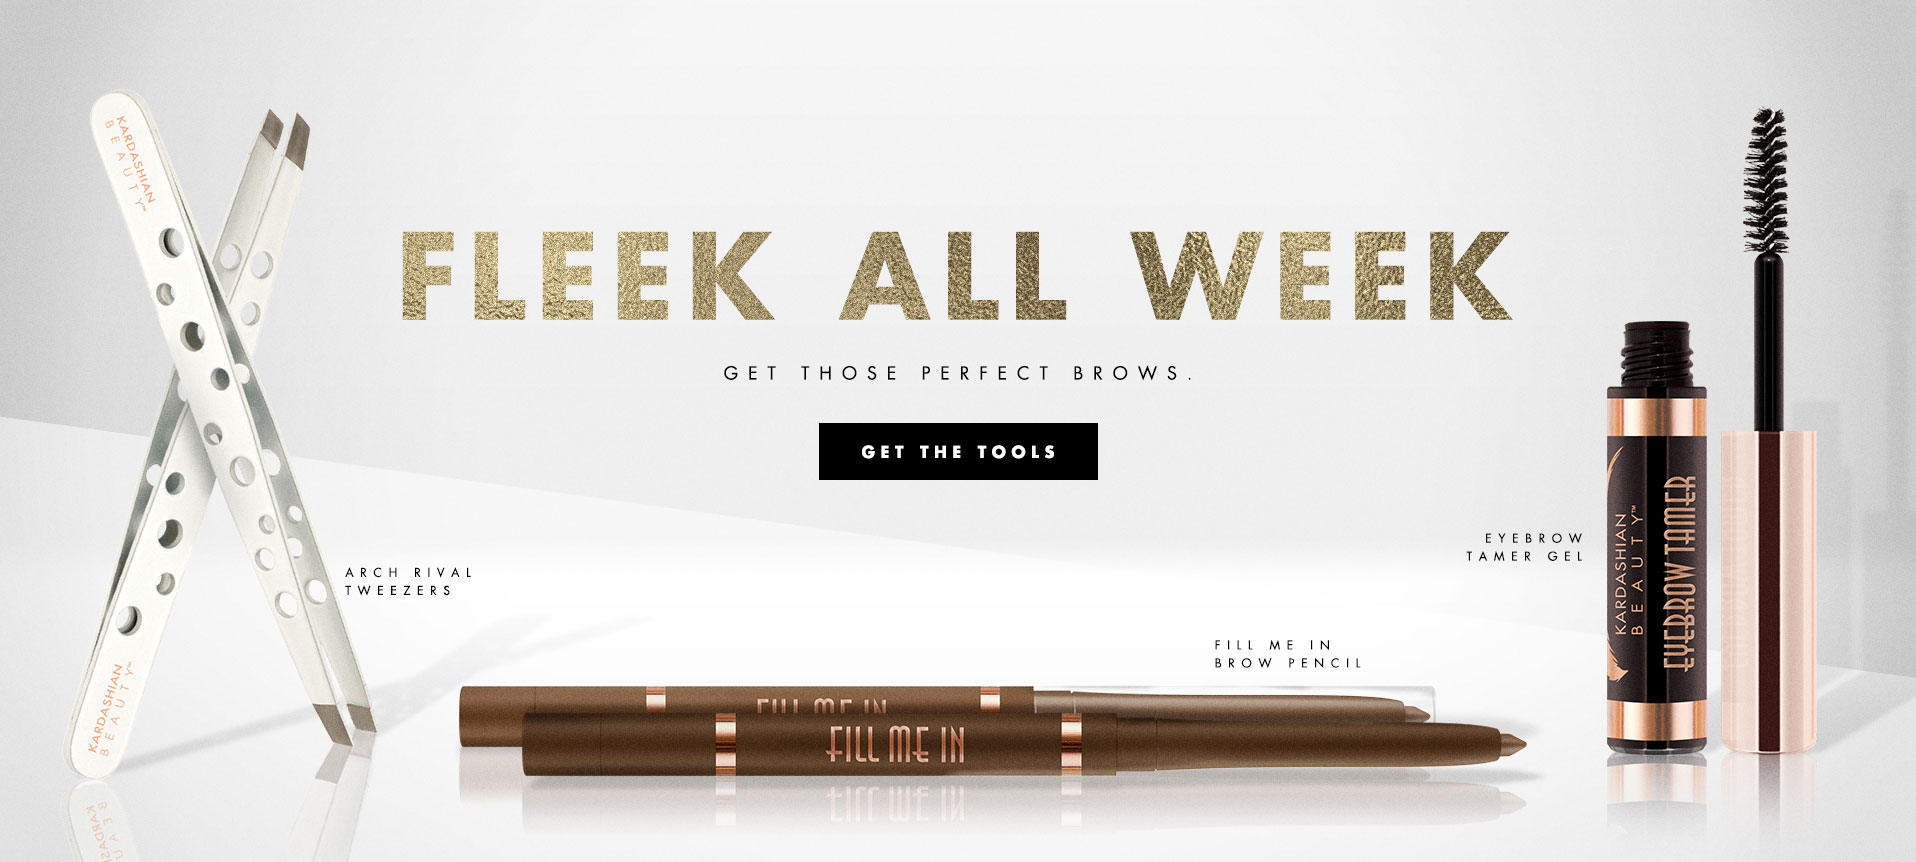 FLEEK ALL WEEK
GET THOSE PERFECT BROWS.
GET THE TOOLS
KARDASHIAN
BEAUTY™
KARDASHIAN
BEAUTY™
ARCH RIVAL
TWEEZERS
EYEBROW
TAMER GEL
KARDASHIAN
BEAUTY™
EYEBROW TAMER
FILL ME IN
BROW PENCIL
FILL ME IN
FILL ME IN